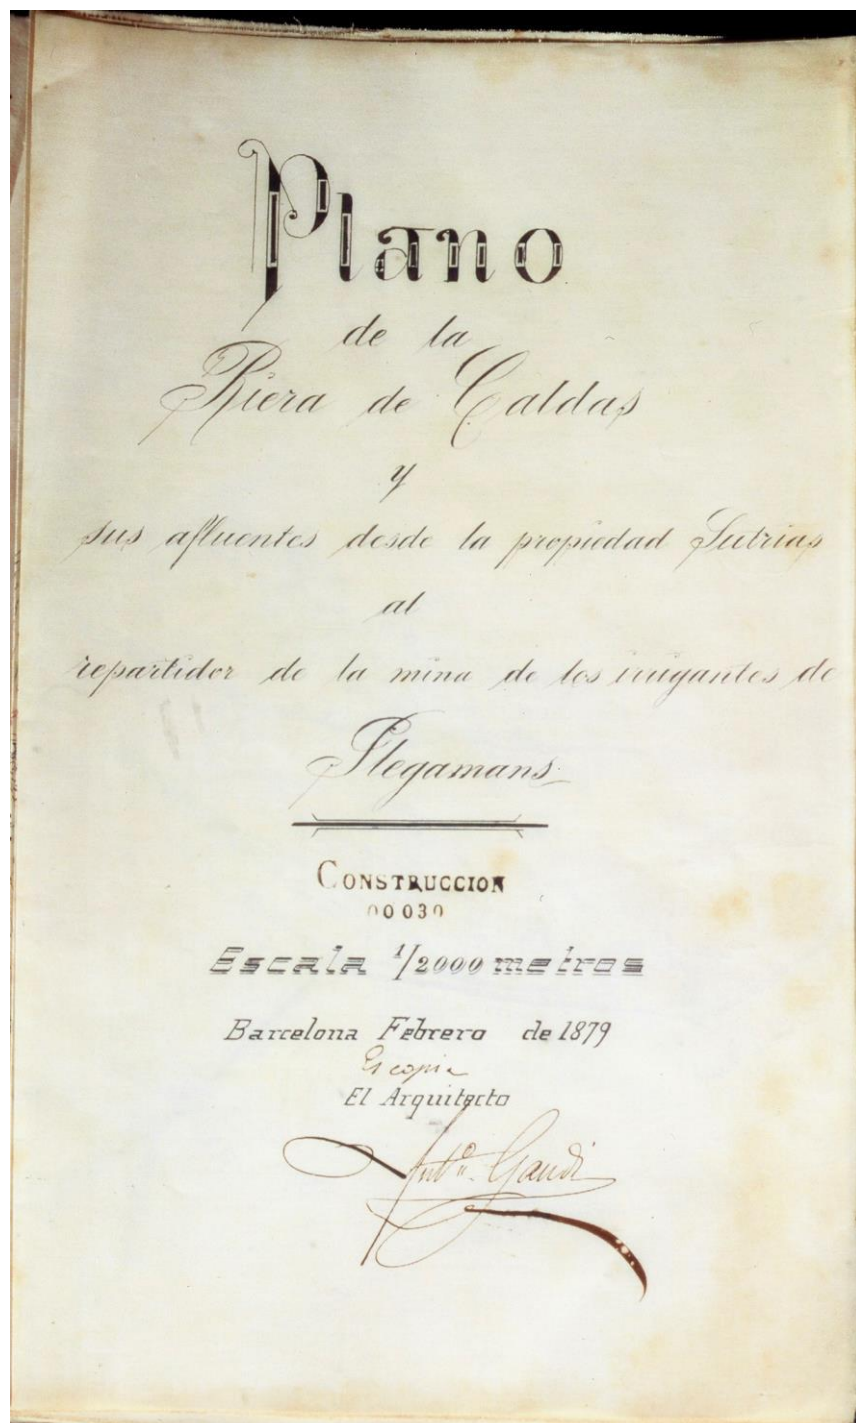 Plano
de la
Riera de Caldas
y
sus afluentes desde la propiedad Sutrias
al
repartidor de la mina de los irrigantes de
Plegamans
CONSTRUCCION
00030
Escala 1/2000 metros
Barcelona Febrero de 1879
Es copia
El Arquitecto
Antº Gaudi